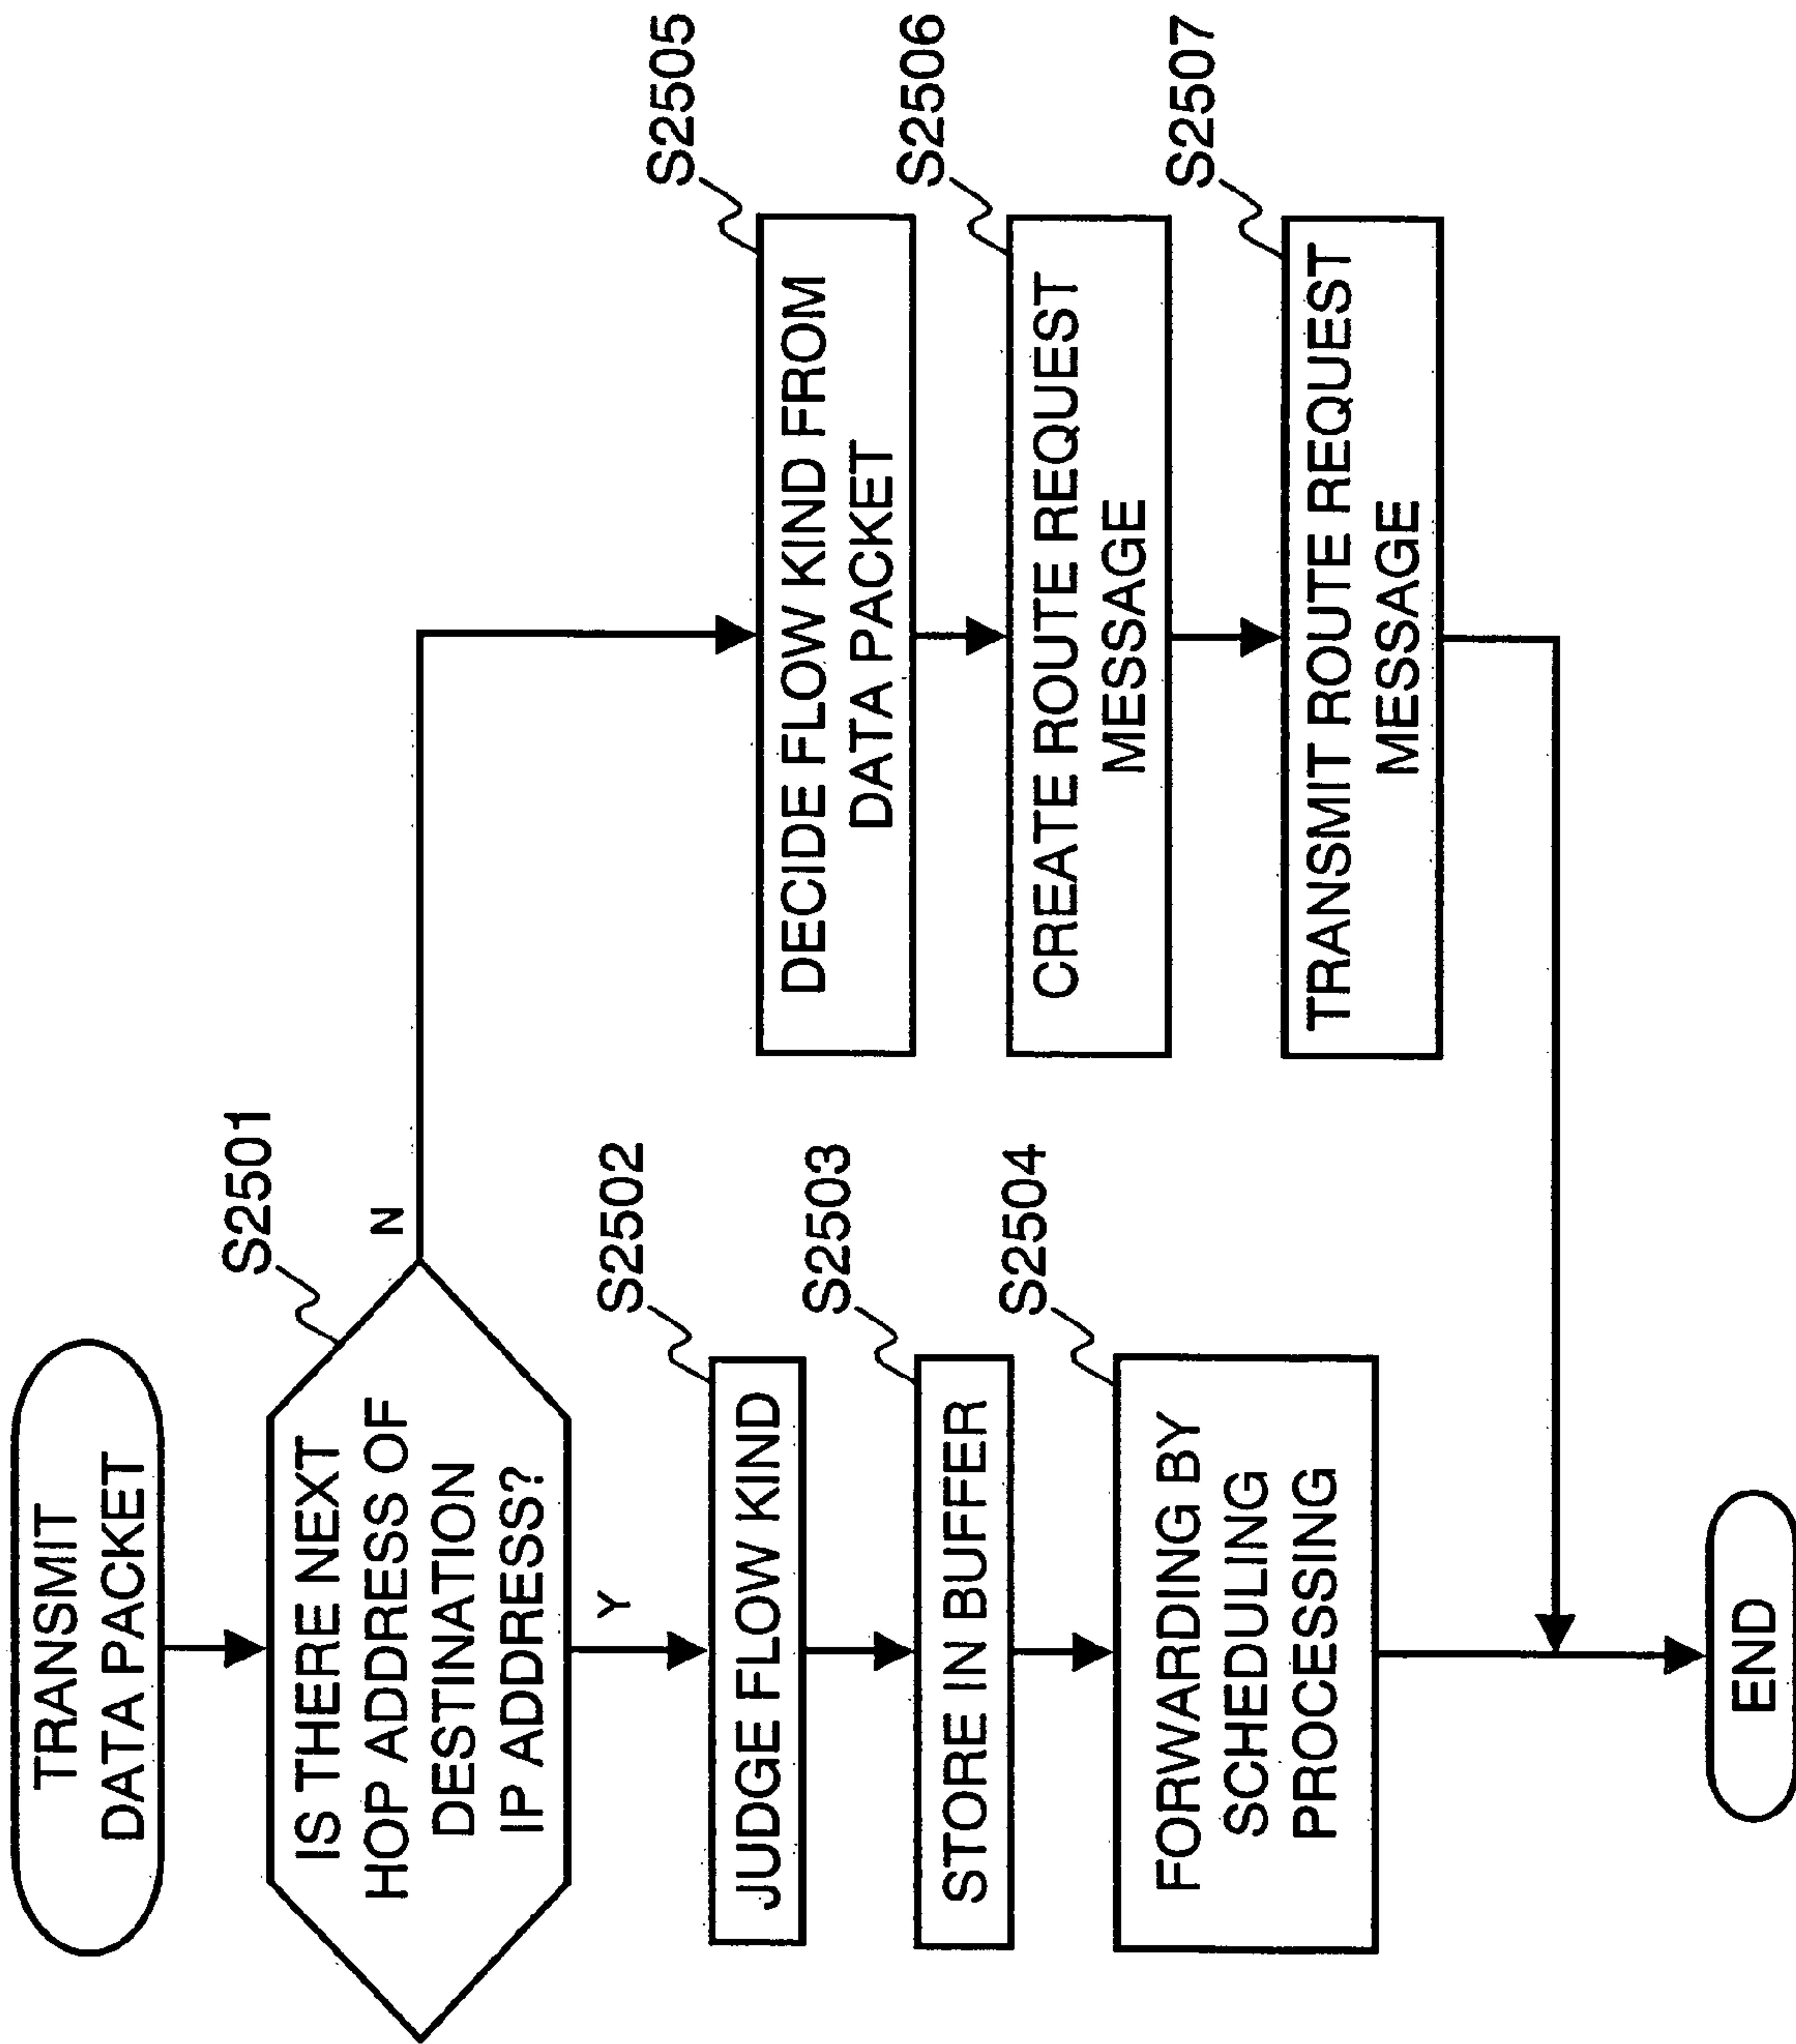 TRANSMIT
DATA PACKET
S2501
IS THERE NEXT
HOP ADDRESS OF
DESTINATION
IP ADDRESS?
N
Y
S2502
JUDGE FLOW KIND
S2503
STORE IN BUFFER
S2504
FORWARDING BY
SCHEDULING
PROCESSING
S2505
DECIDE FLOW KIND FROM
DATA PACKET
S2506
CREATE ROUTE REQUEST
MESSAGE
S2507
TRANSMIT ROUTE REQUEST
MESSAGE
END